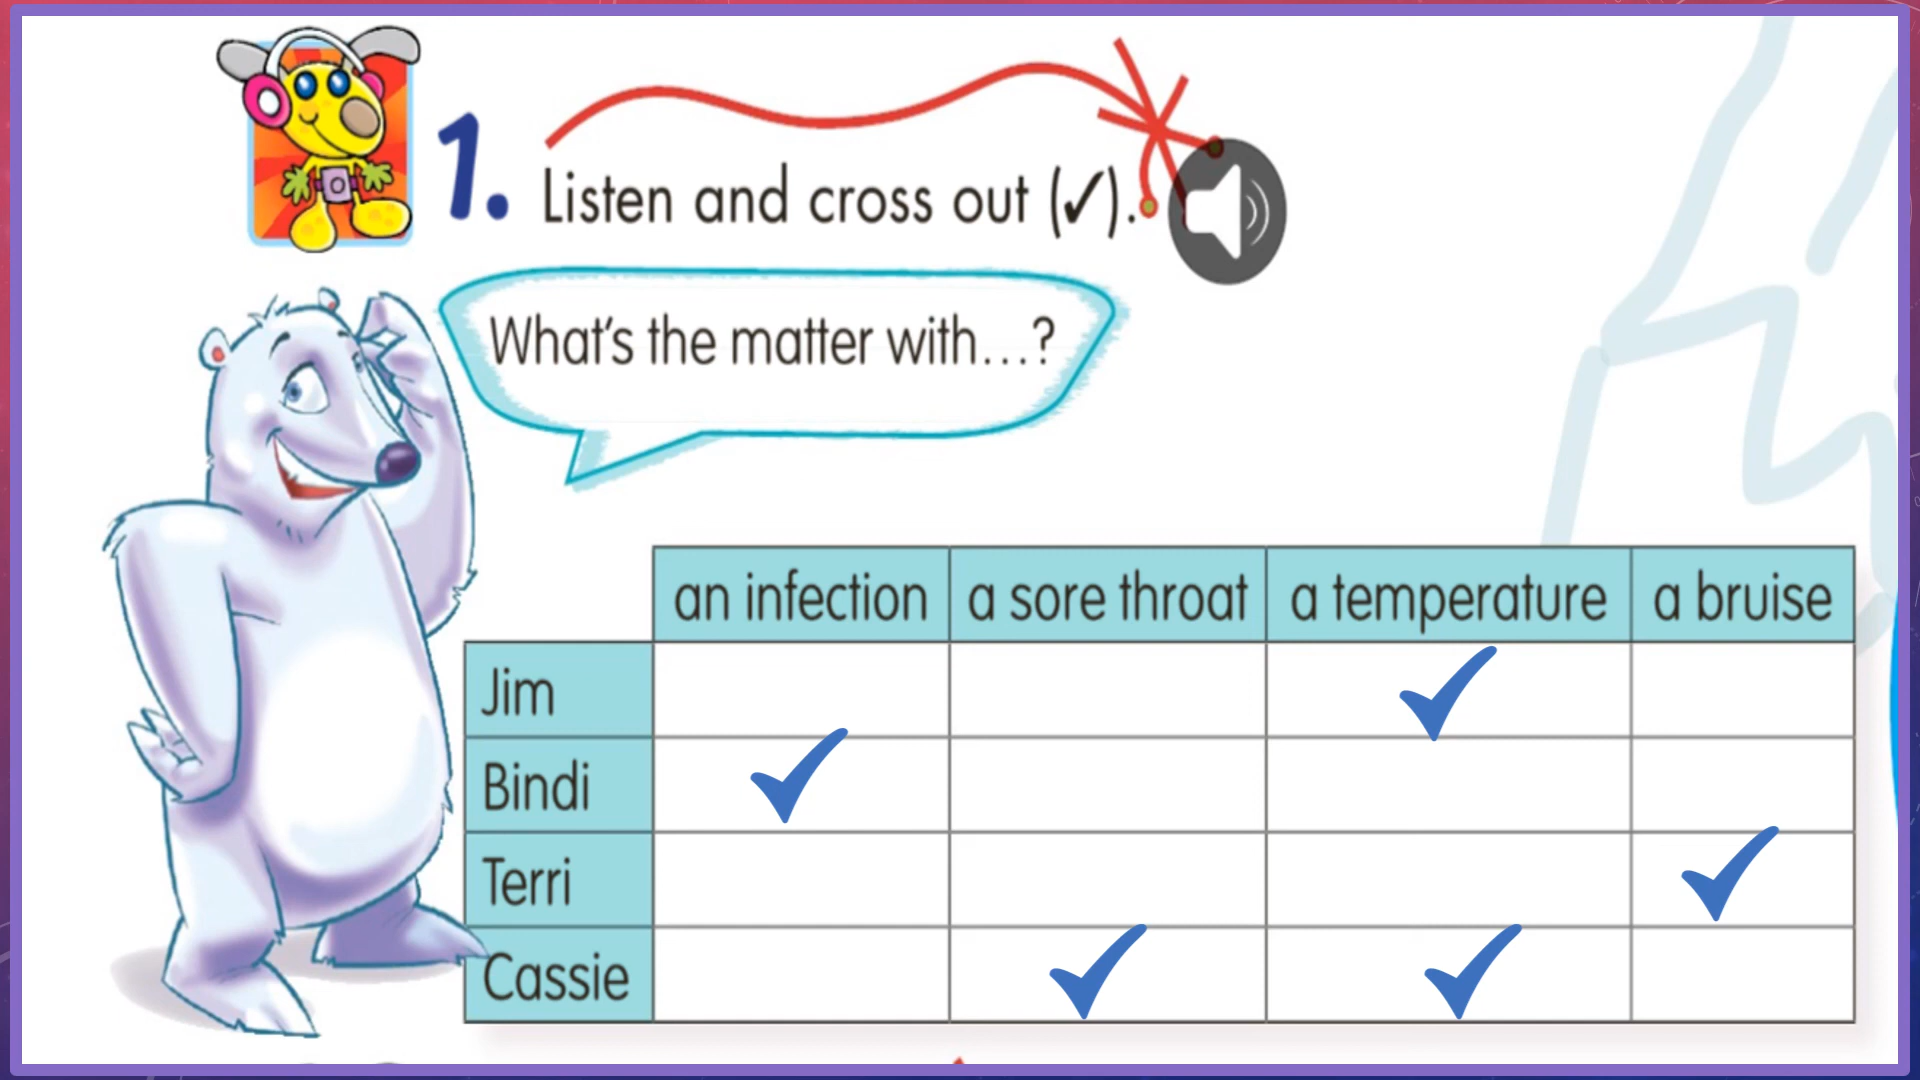 1. Listen and cross out (✓).
What's the matter with...?
an infection a sore throat a temperature a bruise
Jim ✓
Bindi ✓
Terri ✓
Cassie ✓ ✓